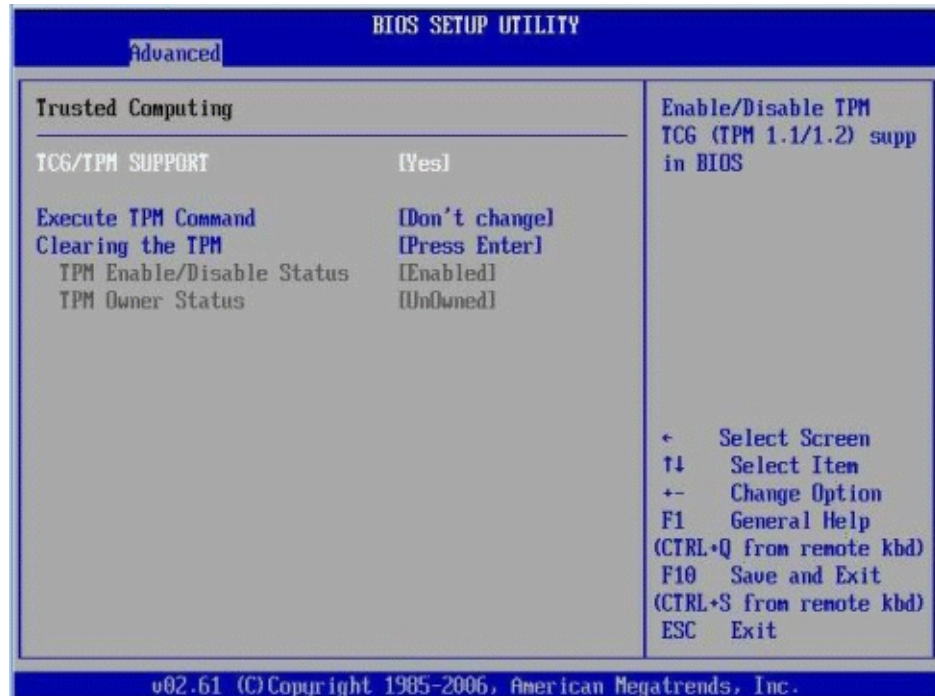 BIOS SETUP UTILITY
Advanced
Trusted Computing
TCG/TPM SUPPORT [Yes]
Execute TPM Command [Don't change]
Clearing the TPM [Press Enter]
TPM Enable/Disable Status [Enabled]
TPM Owner Status [UnOwned]
Enable/Disable TPM
TCG (TPM 1.1/1.2) supp
in BIOS
← Select Screen
↑↓ Select Item
+- Change Option
F1 General Help
(CTRL+Q from remote kbd)
F10 Save and Exit
(CTRL+S from remote kbd)
ESC Exit
v02.61 (C)Copyright 1985-2006, American Megatrends, Inc.